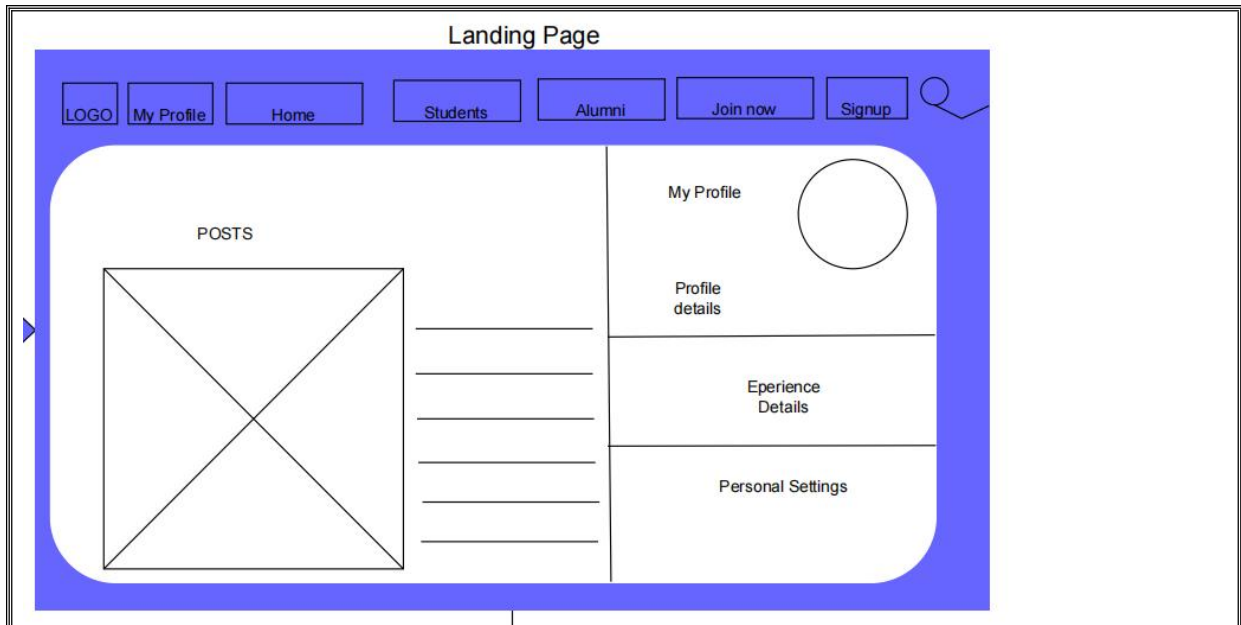 Landing Page
LOGO My Profile Home Students Alumni Join now Signup
POSTS
My Profile
Profile
details
Eperience
Details
Personal Settings